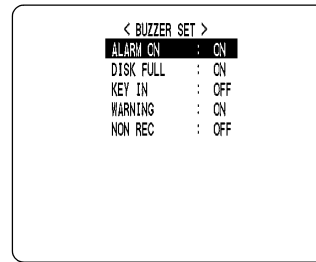 < BUZZER SET >
ALARM ON : ON
DISK FULL : ON
KEY IN : OFF
WARNING : ON
NON REC : OFF